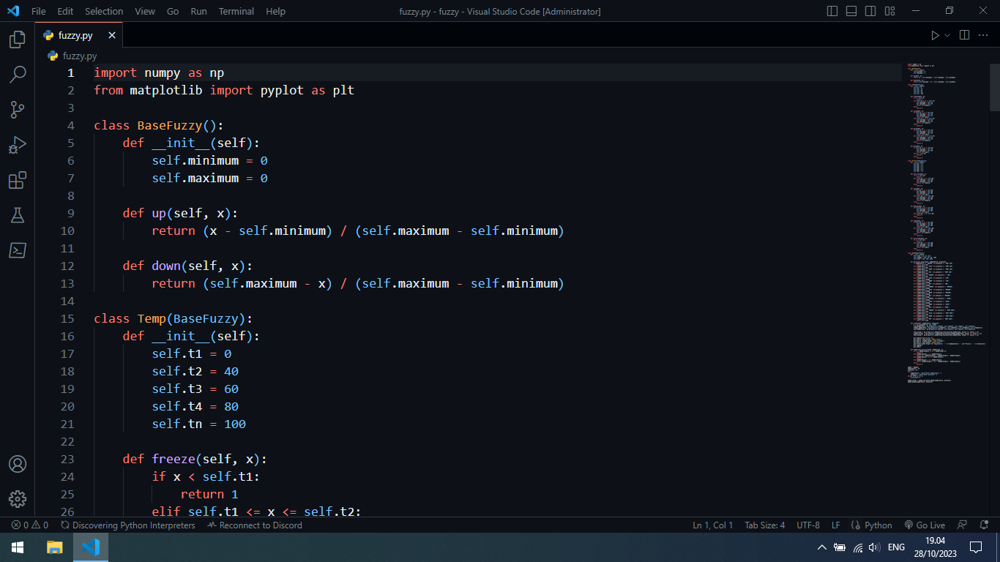 File Edit Selection View Go Run Terminal Help fuzzy.py - fuzzy - Visual Studio Code [Administrator]
fuzzy.py
fuzzy.py
1 import numpy as np
2 from matplotlib import pyplot as plt
3
4 class BaseFuzzy():
5 def __init__(self):
6 self.minimum = 0
7 self.maximum = 0
8
9 def up(self, x):
10 return (x - self.minimum) / (self.maximum - self.minimum)
11
12 def down(self, x):
13 return (self.maximum - x) / (self.maximum - self.minimum)
14
15 class Temp(BaseFuzzy):
16 def __init__(self):
17 self.t1 = 0
18 self.t2 = 40
19 self.t3 = 60
20 self.t4 = 80
21 self.tn = 100
22
23 def freeze(self, x):
24 if x < self.t1:
25 return 1
26 elif self.t1 <= x <= self.t2:
0 0 Discovering Python Interpreters Reconnect to Discord Ln 1, Col 1 Tab Size: 4 UTF-8 LF Python Go Live
ENG 19.04
28/10/2023